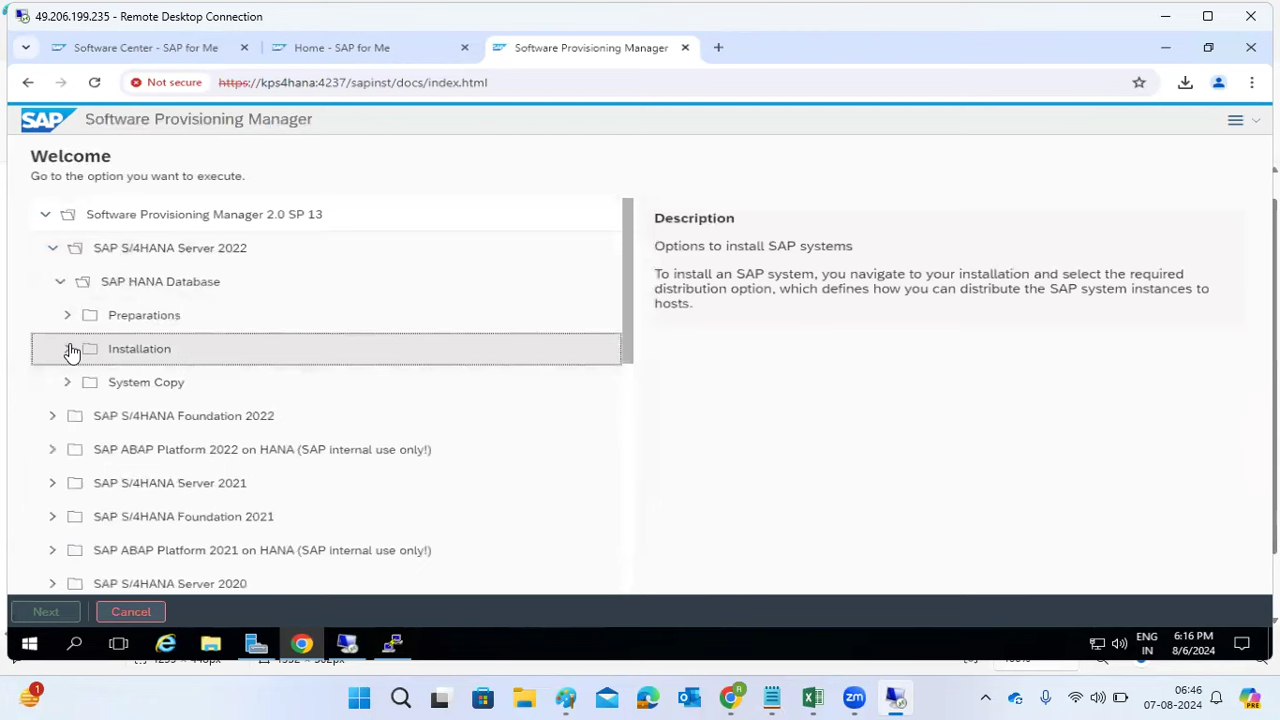 49.206.199.235 - Remote Desktop Connection
Software Center - SAP for Me
Home - SAP for Me
Software Provisioning Manager
Not secure
https://kps4hana:4237/sapinst/docs/index.html
SAP
Software Provisioning Manager
Welcome
Go to the option you want to execute.
Software Provisioning Manager 2.0 SP 13
SAP S/4HANA Server 2022
SAP HANA Database
Preparations
Installation
System Copy
SAP S/4HANA Foundation 2022
SAP ABAP Platform 2022 on HANA (SAP internal use only!)
SAP S/4HANA Server 2021
SAP S/4HANA Foundation 2021
SAP ABAP Platform 2021 on HANA (SAP internal use only!)
SAP S/4HANA Server 2020
Description
Options to install SAP systems
To install an SAP system, you navigate to your installation and select the required
distribution option, which defines how you can distribute the SAP system instances to
hosts.
Next
Cancel
ENG
IN
6:16 PM
8/6/2024
1
06:46
07-08-2024
PRE